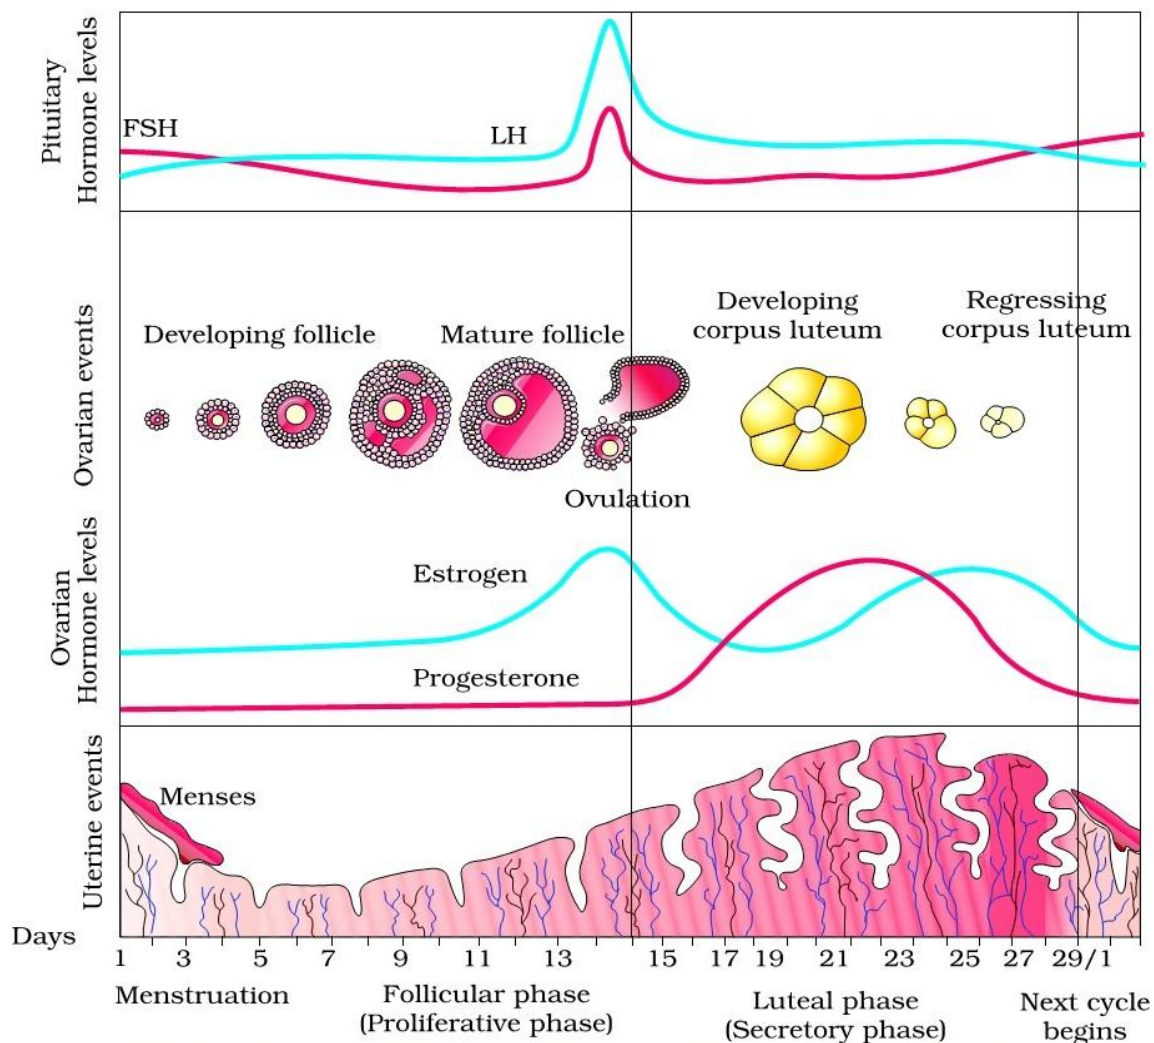 Pituitary
Hormone levels
FSH
LH
Ovarian events
Developing follicle
Mature follicle
Developing
corpus luteum
Regressing
corpus luteum
Ovulation
Ovarian
Hormone levels
Estrogen
Progesterone
Uterine events
Menses
Days
1 3 5 7 9 11 13 15 17 19 21 23 25 27 29/1
Menstruation
Follicular phase
(Proliferative phase)
Luteal phase
(Secretory phase)
Next cycle
begins